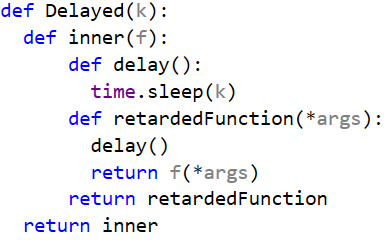 def Delayed(k):
  def inner(f):
      def delay():
        time.sleep(k)
      def retardedFunction(*args):
        delay()
        return f(*args)
      return retardedFunction
  return inner